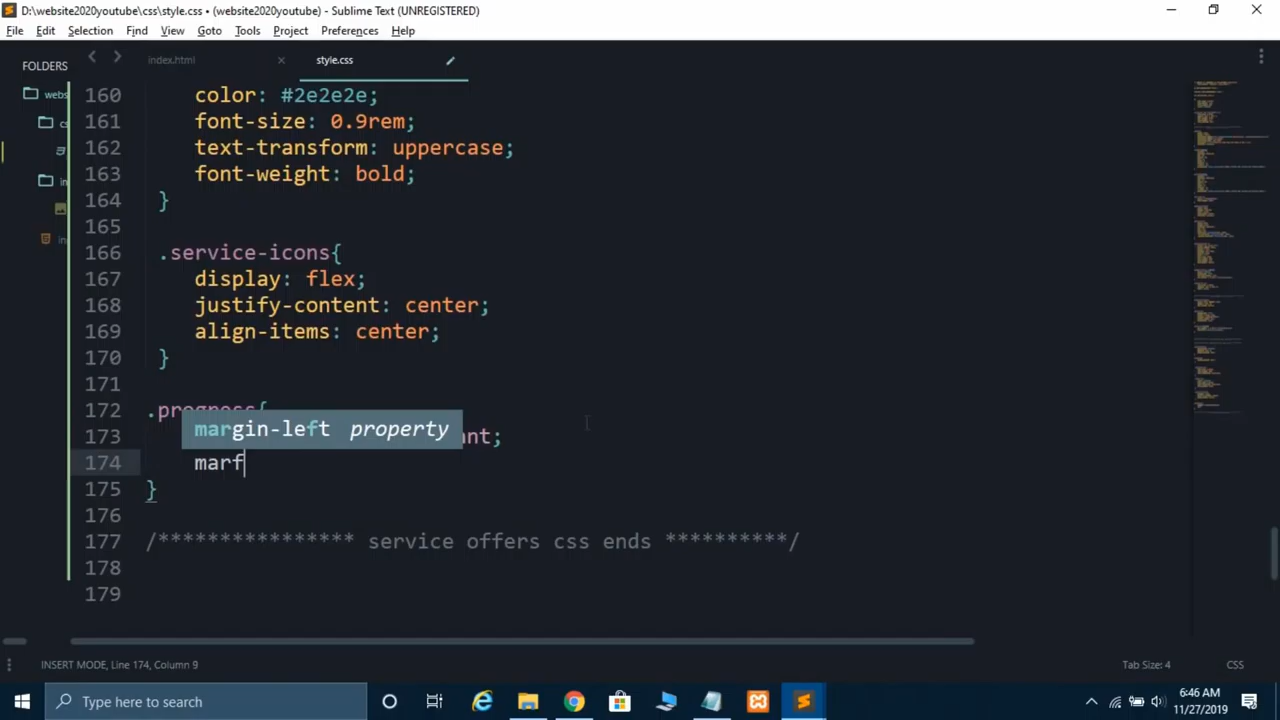 D:\website2020youtube\css\style.css • (website2020youtube) - Sublime Text (UNREGISTERED)
File Edit Selection Find View Goto Tools Project Preferences Help
FOLDERS
index.html
style.css
webs
160 color: #2e2e2e;
161 font-size: 0.9rem;
162 text-transform: uppercase;
163 font-weight: bold;
164 }
165
166 .service-icons{
167 display: flex;
168 justify-content: center;
169 align-items: center;
170 }
171
172 .progress{
margin-left property
173 ant;
174 marf
175 }
176
177 /**************** service offers css ends **********/
178
179
INSERT MODE, Line 174, Column 9
Tab Size: 4
CSS
Type here to search
6:46 AM
11/27/2019